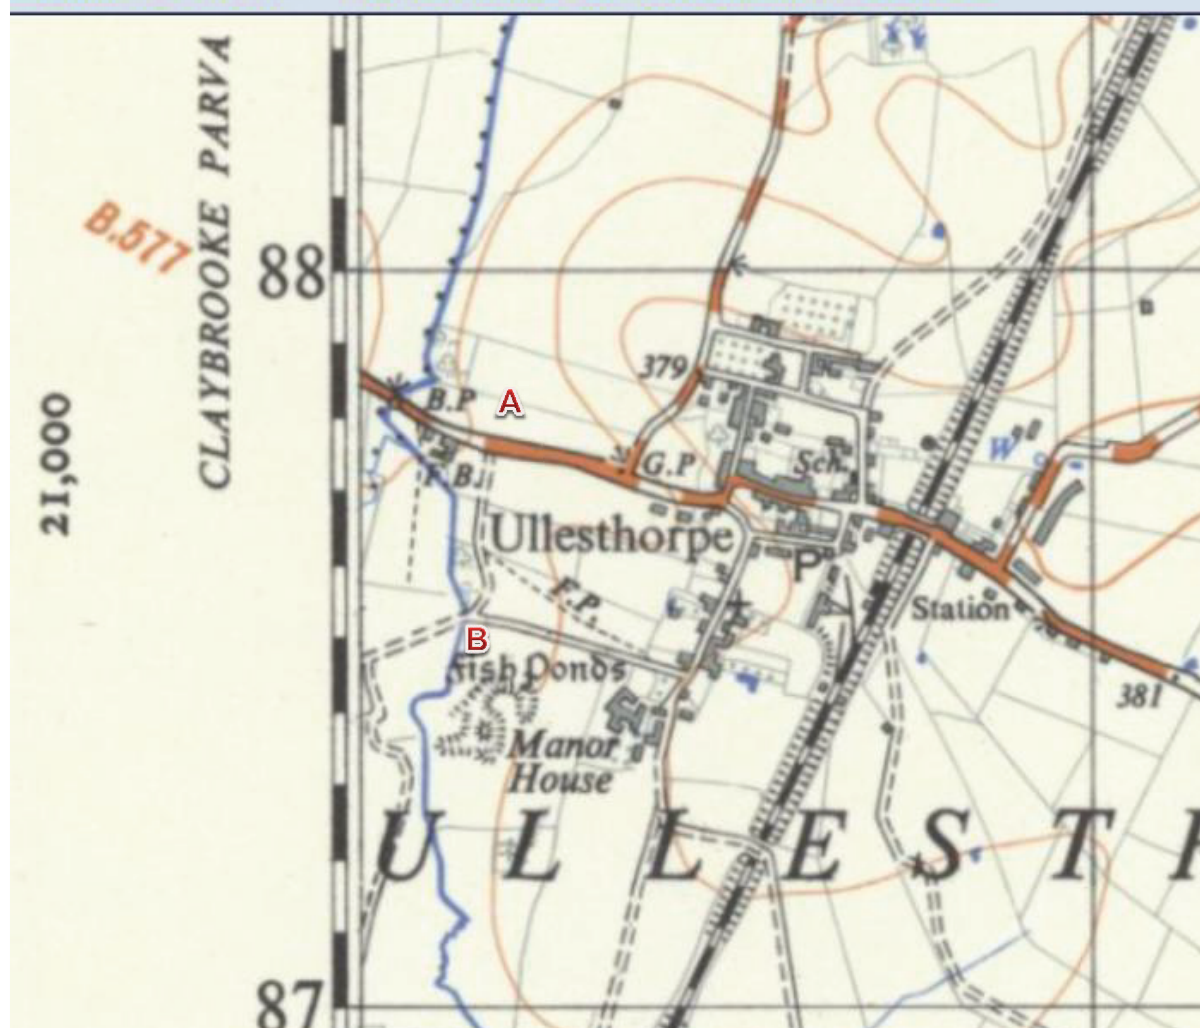 CLAYBROOKE PARVA
B.577
88
21,000
379
A
B.P
G.P
Sch.
W
F.B.
Ullesthorpe
P
F.P.
Station
B
Fish Ponds
381
Manor
House
U L L E S T
87